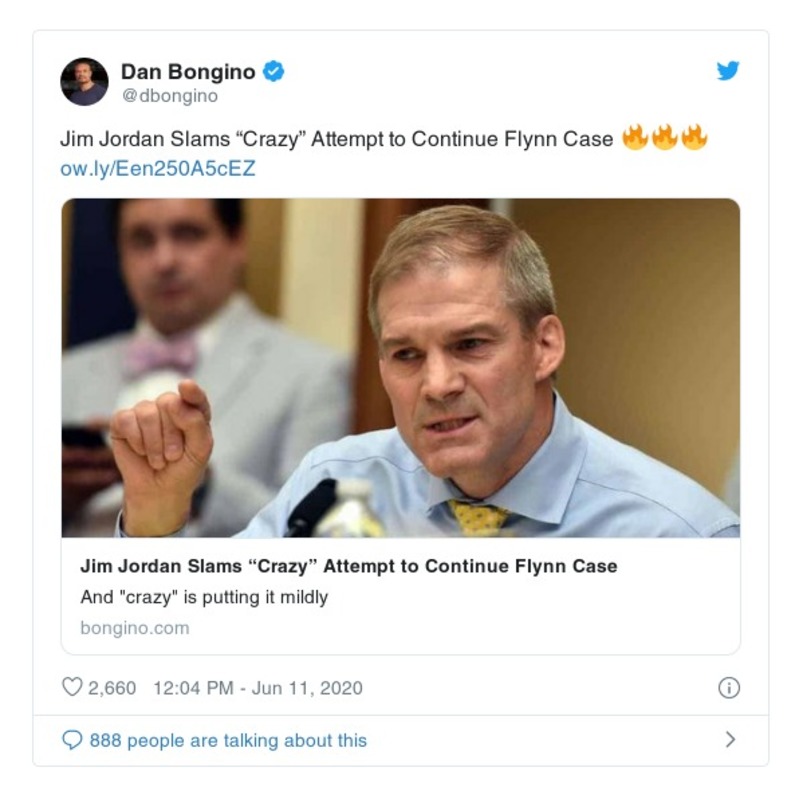 Dan Bongino
@dbongino
Jim Jordan Slams “Crazy” Attempt to Continue Flynn Case 🔥🔥🔥
ow.ly/Een250A5cEZ
Jim Jordan Slams “Crazy” Attempt to Continue Flynn Case
And "crazy" is putting it mildly
bongino.com
2,660 12:04 PM - Jun 11, 2020
888 people are talking about this